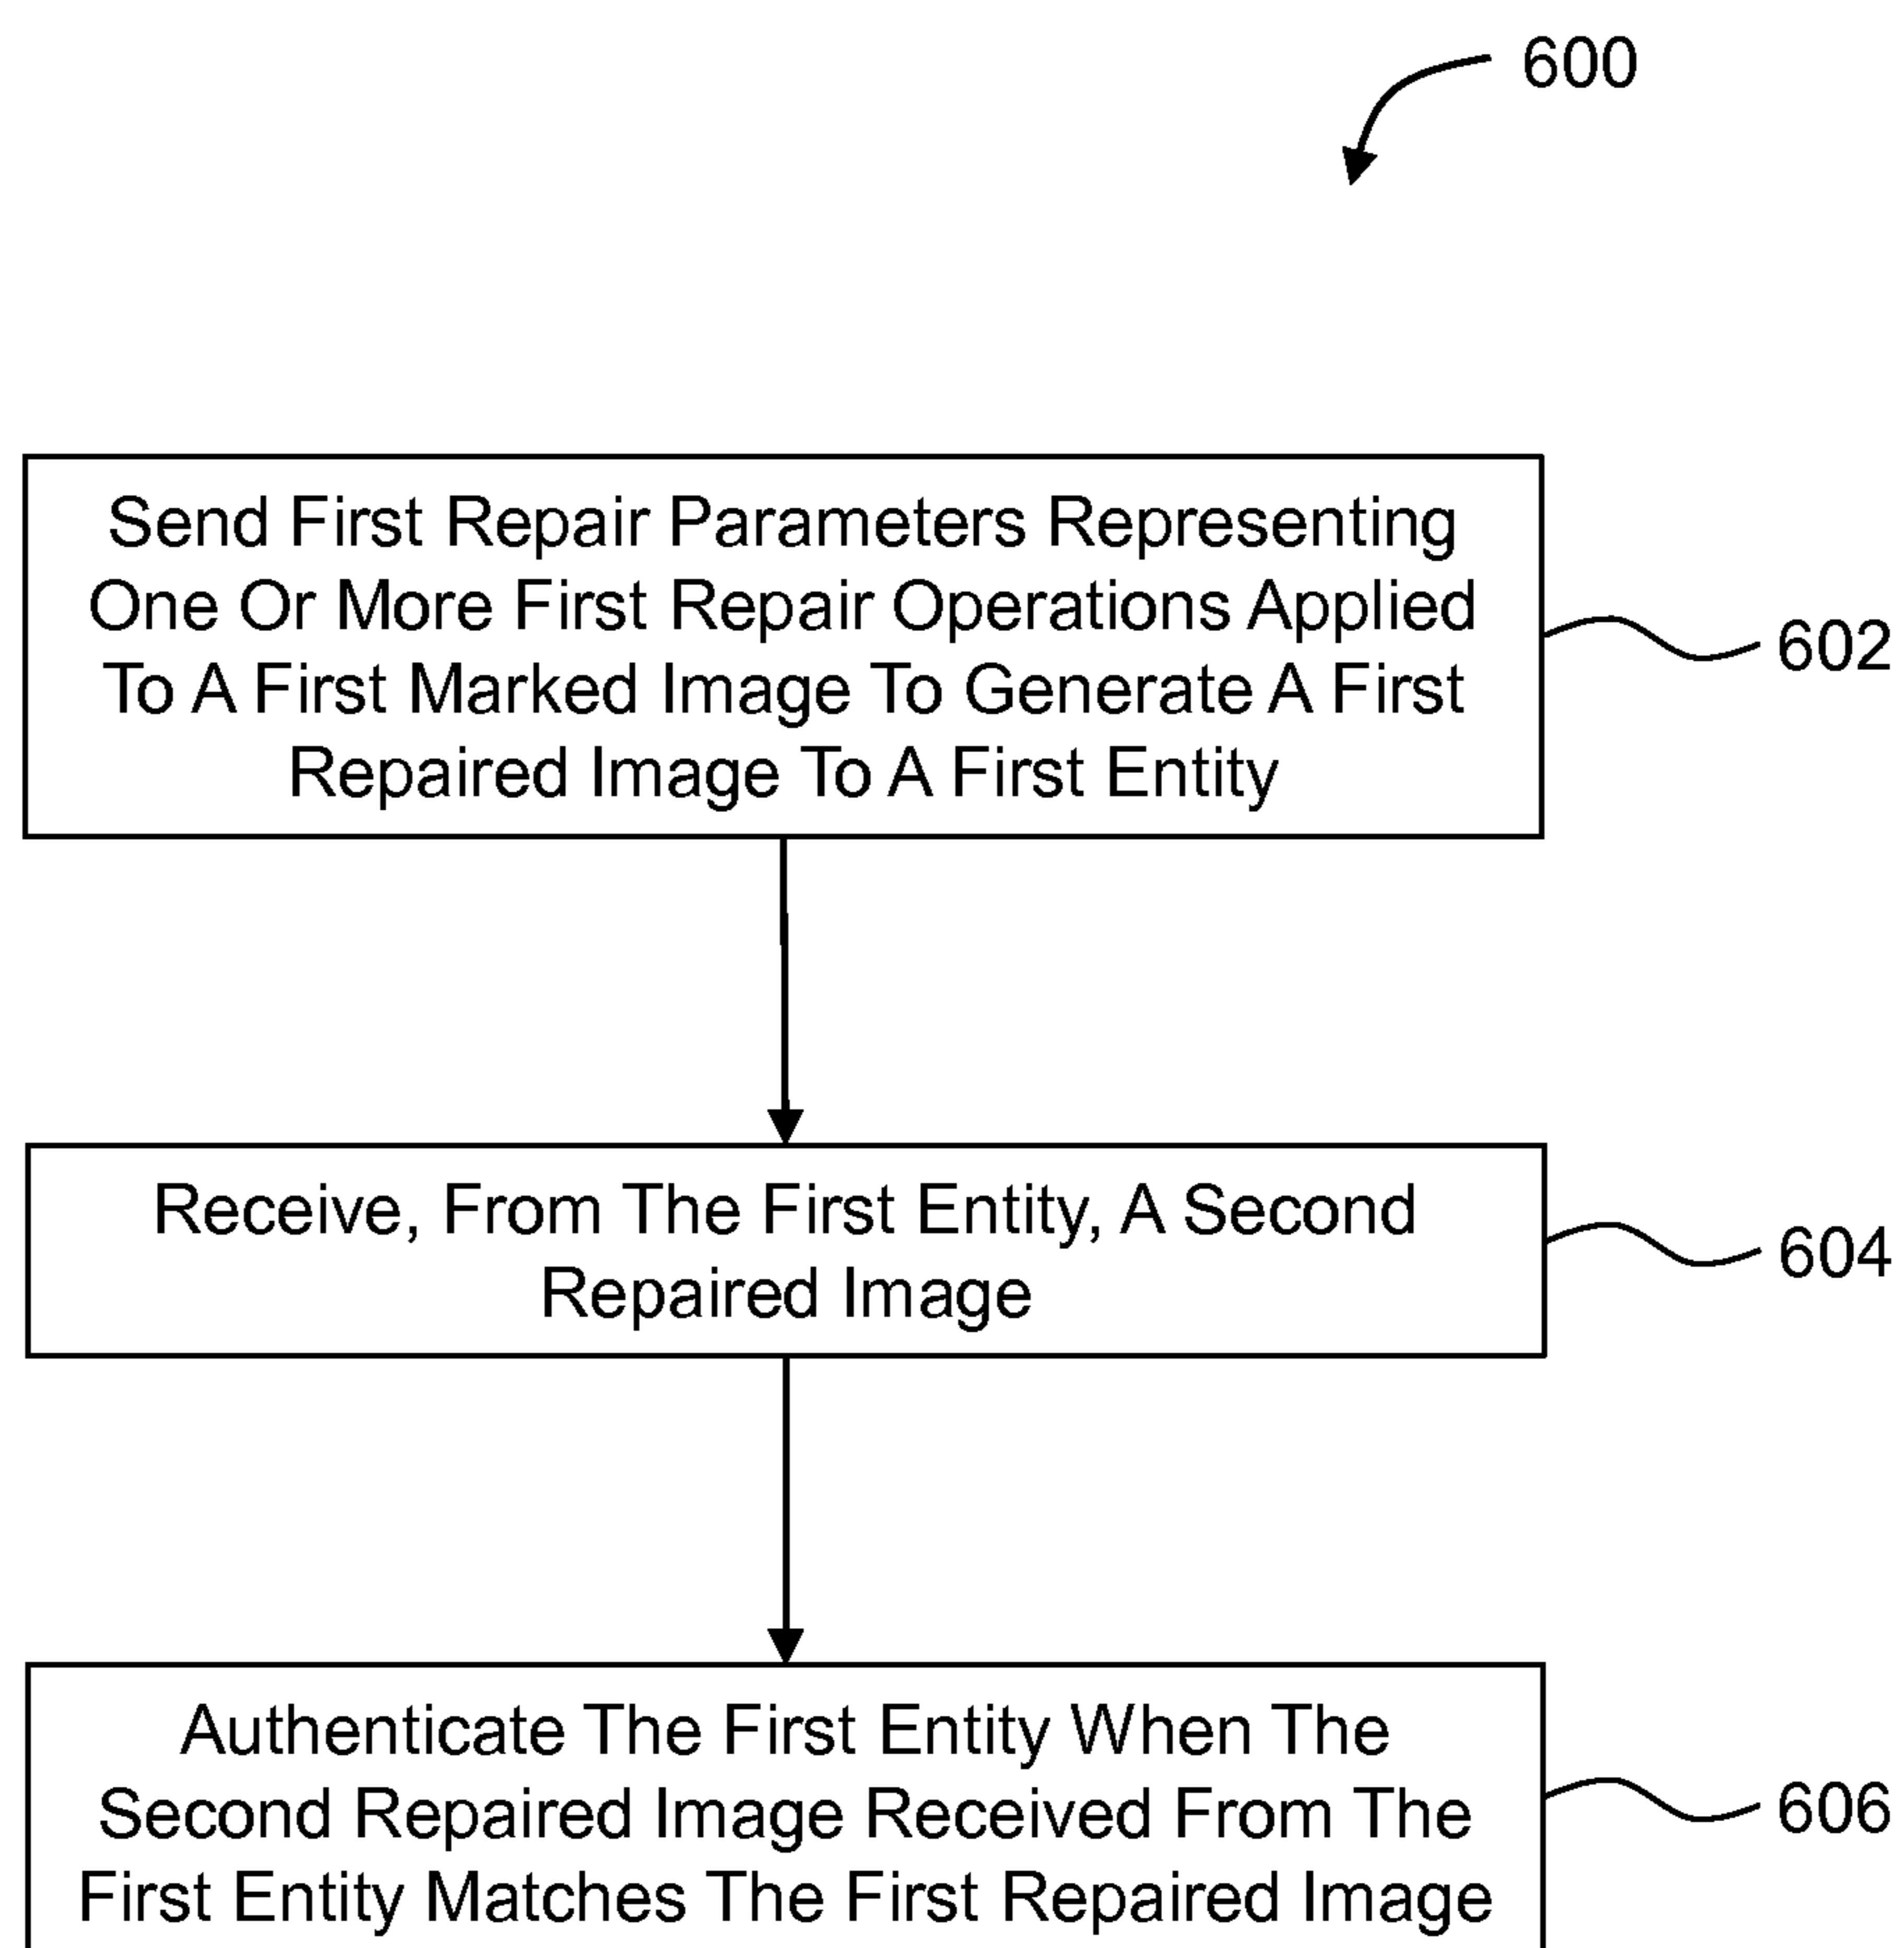 600
Send First Repair Parameters Representing
One Or More First Repair Operations Applied
To A First Marked Image To Generate A First
Repaired Image To A First Entity
602
Receive, From The First Entity, A Second
Repaired Image
604
Authenticate The First Entity When The
Second Repaired Image Received From The
First Entity Matches The First Repaired Image
606